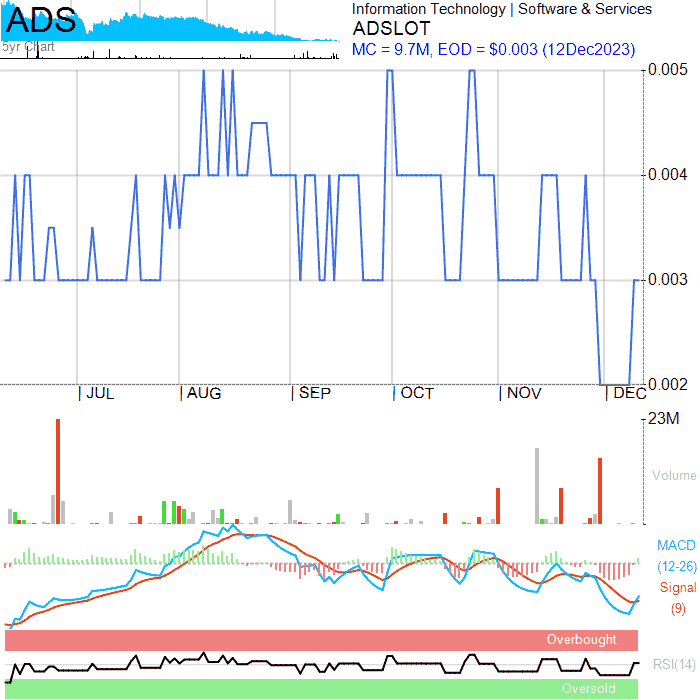 ADS
5yr Chart
Information Technology | Software & Services
ADSLOT
MC = 9.7M, EOD = $0.003 (12Dec2023)
0.005
0.004
0.003
0.002
| JUL | AUG | SEP | OCT | NOV | DEC
23M
Volume
MACD
(12-26)
Signal
(9)
Overbought
RSI(14)
Oversold